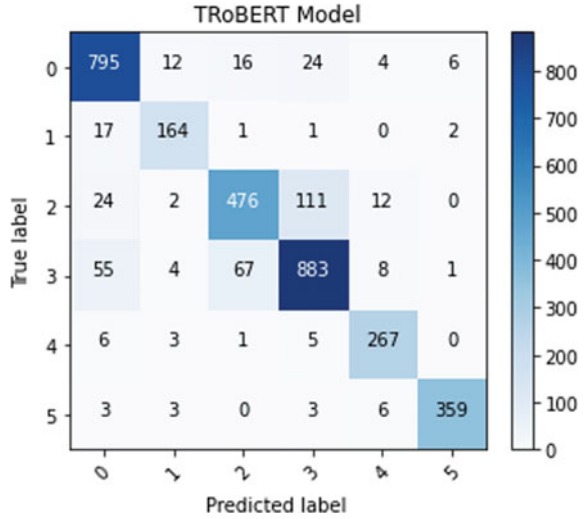 TRoBERT Model
0 795 12 16 24 4 6
1 17 164 1 1 0 2
2 24 2 476 111 12 0
3 55 4 67 883 8 1
4 6 3 1 5 267 0
5 3 3 0 3 6 359
0 1 2 3 4 5
True label
Predicted label
800
700
600
500
400
300
200
100
0